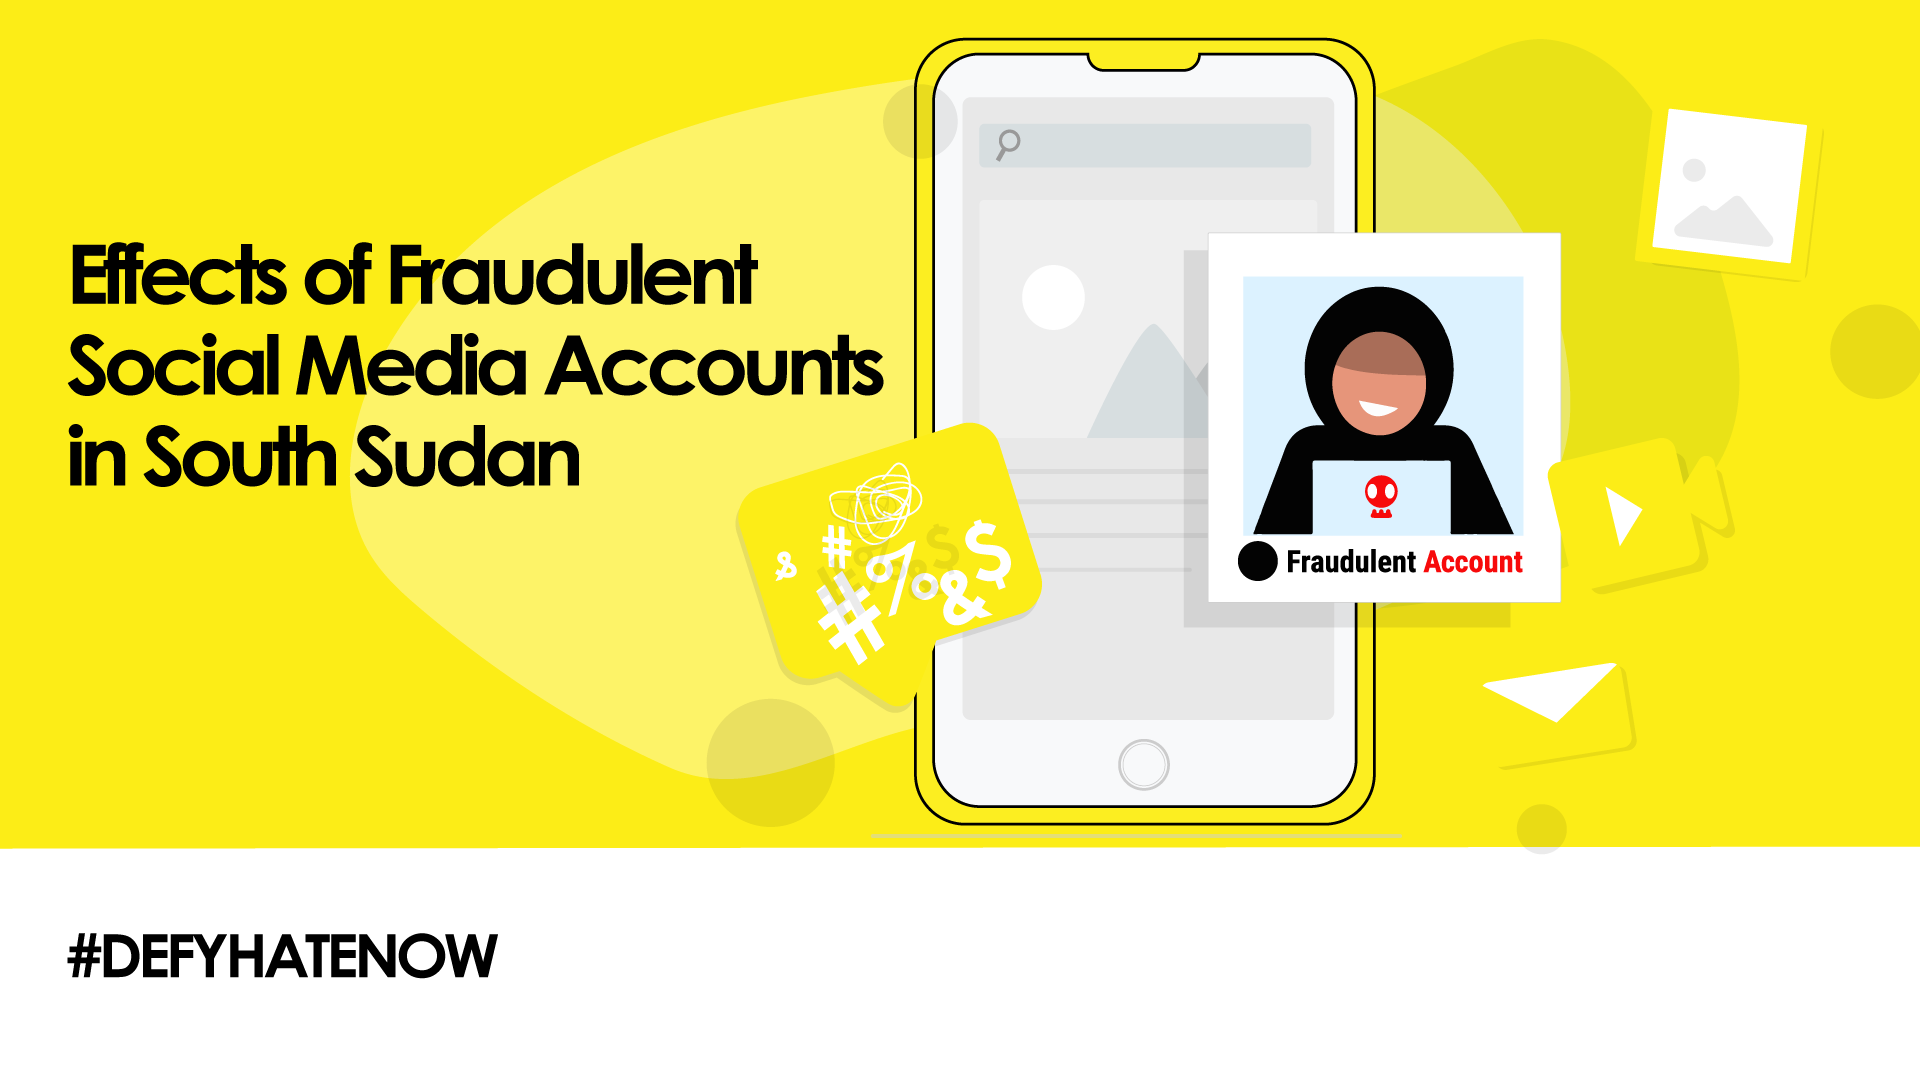 Effects of Fraudulent
Social Media Accounts
in South Sudan
& # % $
# % & $
Fraudulent Account
#DEFYHATENOW